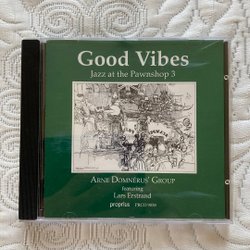 Good Vibes
Jazz at the Pawnshop 3
ARNE DOMNÉRUS' GROUP
Featuring
Lars Erstrand
proprius